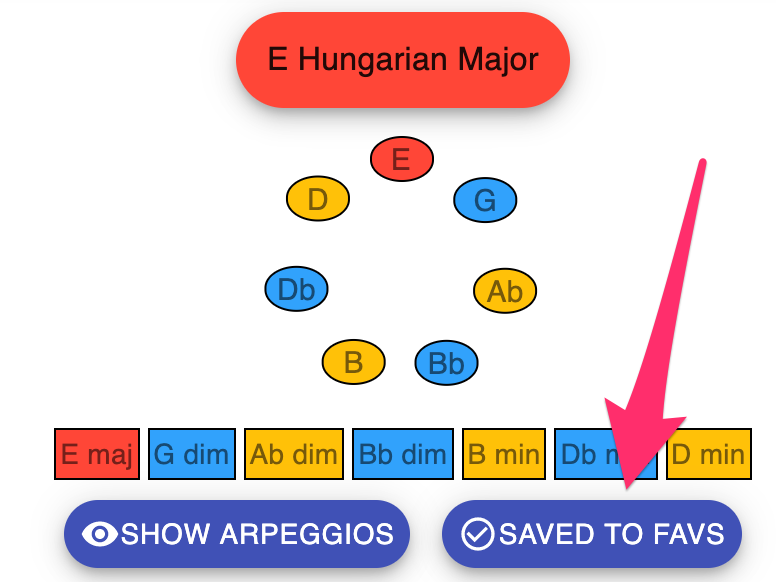 E Hungarian Major
E
D
G
Db
Ab
B
Bb
E maj
G dim
Ab dim
Bb dim
B min
Db
D min
SHOW ARPEGGIOS
SAVED TO FAVS